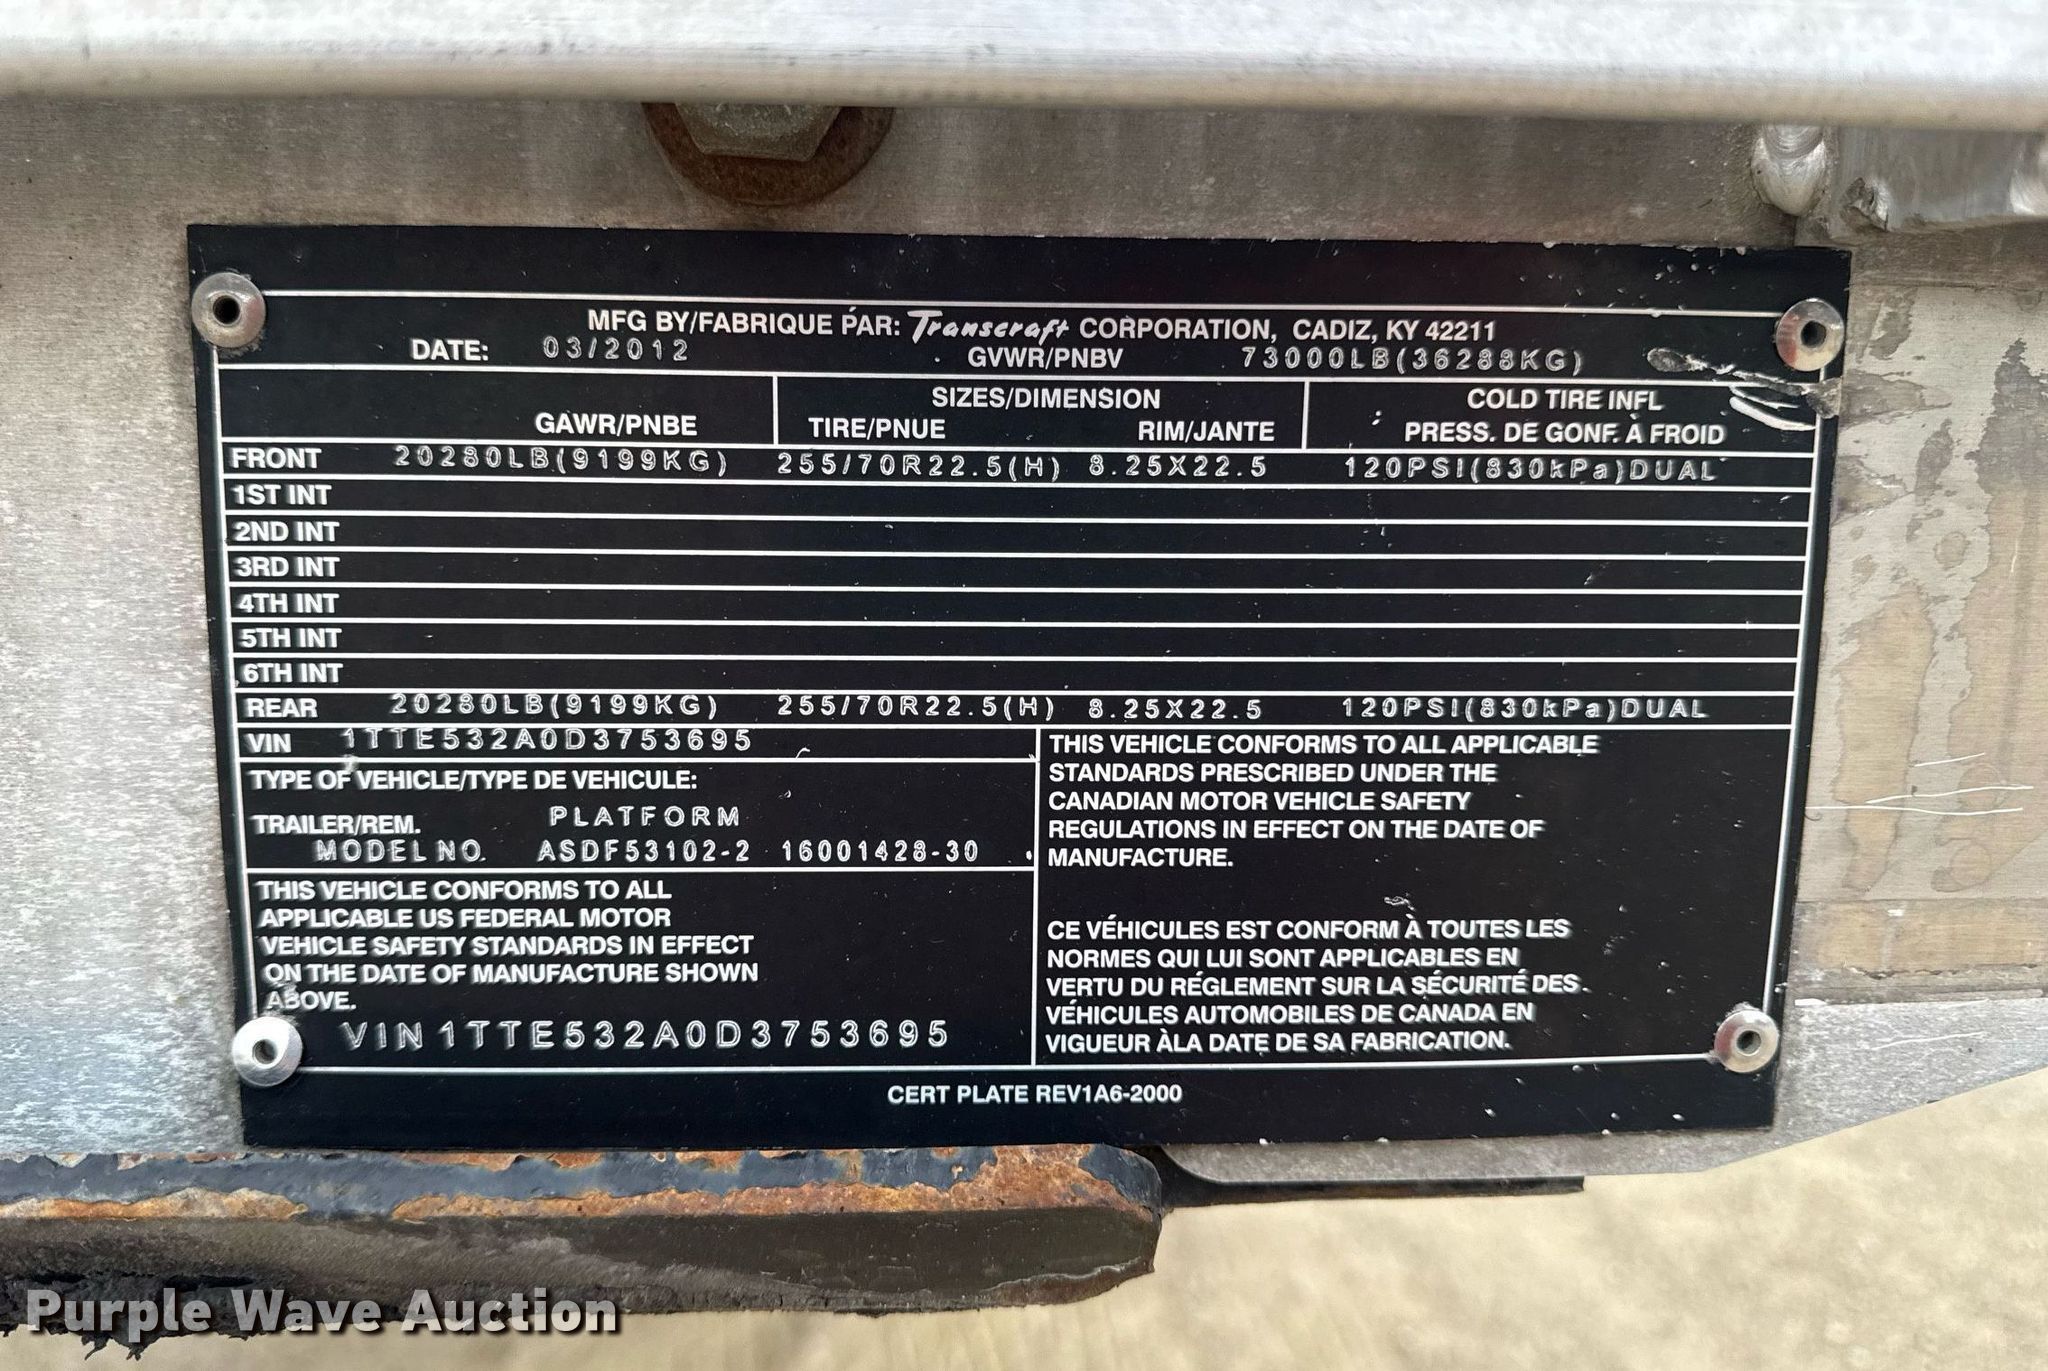 MFG BY/FABRIQUE PAR: Transcraft CORPORATION, CADIZ, KY 42211
DATE: 03/2012 GVWR/PNBV 73000LB(36288KG)
GAWR/PNBE SIZES/DIMENSION COLD TIRE INFL
TIRE/PNUE RIM/JANTE PRESS. DE GONF. À FROID
FRONT 20280LB(9199KG) 255/70R22.5(H) 8.25X22.5 120PSI(830kPa)DUAL
1ST INT
2ND INT
3RD INT
4TH INT
5TH INT
6TH INT
REAR 20280LB(9199KG) 255/70R22.5(H) 8.25X22.5 120PSI(830kPa)DUAL
VIN 1TTE532A0D3753695
TYPE OF VEHICLE/TYPE DE VEHICULE:
TRAILER/REM. PLATFORM
MODEL NO. ASDF53102-2 16001428-30
THIS VEHICLE CONFORMS TO ALL
APPLICABLE US FEDERAL MOTOR
VEHICLE SAFETY STANDARDS IN EFFECT
ON THE DATE OF MANUFACTURE SHOWN
ABOVE.
VIN 1TTE532A0D3753695
THIS VEHICLE CONFORMS TO ALL APPLICABLE
STANDARDS PRESCRIBED UNDER THE
CANADIAN MOTOR VEHICLE SAFETY
REGULATIONS IN EFFECT ON THE DATE OF
MANUFACTURE.
CE VÉHICULES EST CONFORM À TOUTES LES
NORMES QUI LUI SONT APPLICABLES EN
VERTU DU RÉGLEMENT SUR LA SÉCURITÉ DES
VÉHICULES AUTOMOBILES DE CANADA EN
VIGUEUR ÀLA DATE DE SA FABRICATION.
CERT PLATE REV1A6-2000
Purple Wave Auction